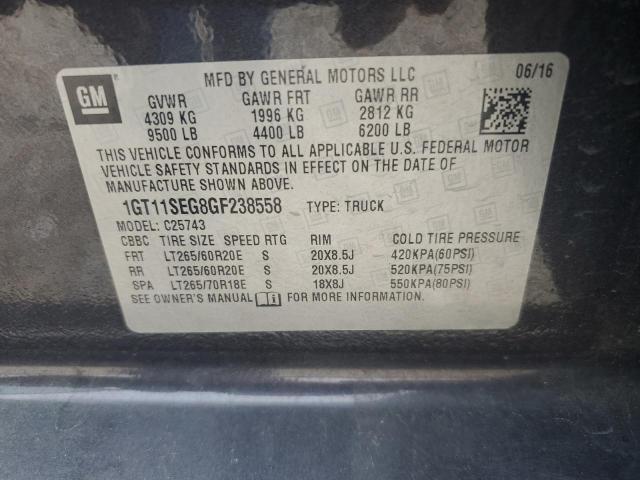 MFD BY GENERAL MOTORS LLC 06/16
GM
GVWR GAWR FRT GAWR RR
4309 KG 1996 KG 2812 KG
9500 LB 4400 LB 6200 LB
THIS VEHICLE CONFORMS TO ALL APPLICABLE U.S. FEDERAL MOTOR
VEHICLE SAFETY STANDARDS IN EFFECT ON THE DATE OF
MANUFACTURE SHOWN ABOVE.
1GT11SEG8GF238558 TYPE: TRUCK
MODEL: C25743
CBBC TIRE SIZE SPEED RTG RIM COLD TIRE PRESSURE
FRT LT265/60R20E S 20X8.5J 420KPA(60PSI)
RR LT265/60R20E S 20X8.5J 520KPA(75PSI)
SPA LT265/70R18E S 18X8J 550KPA(80PSI)
SEE OWNER'S MANUAL FOR MORE INFORMATION.